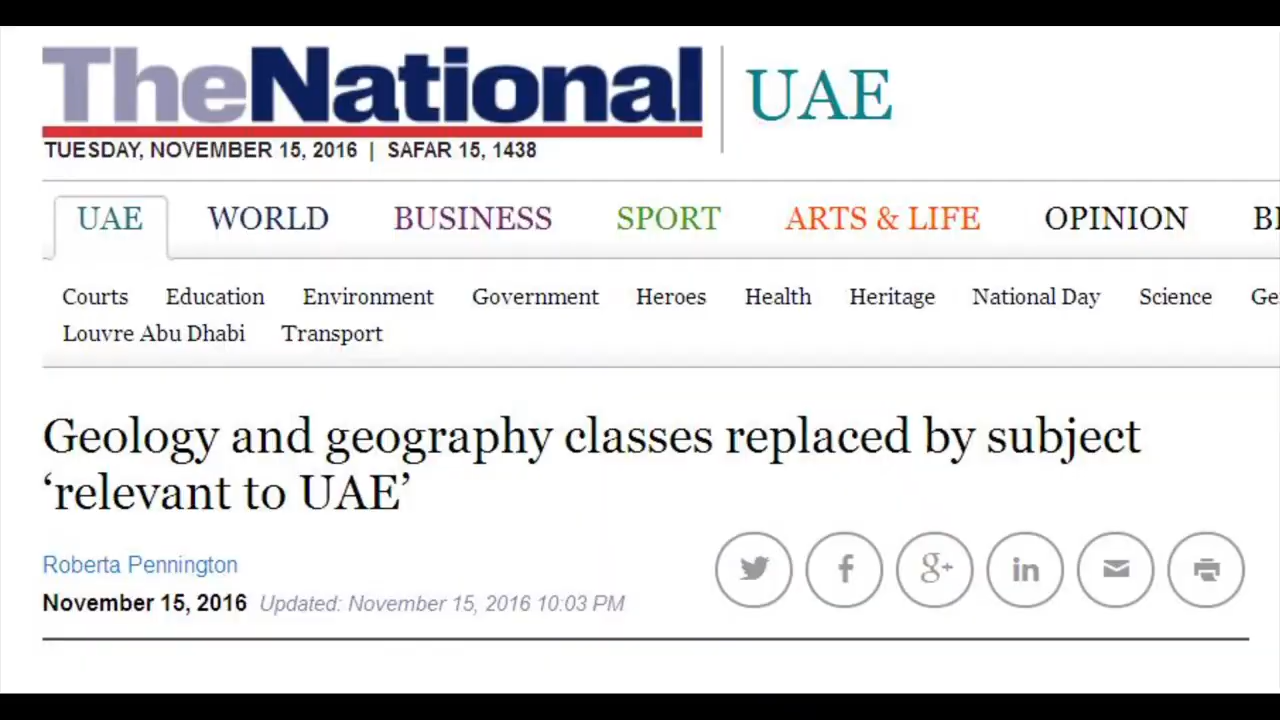 TheNational
UAE
TUESDAY, NOVEMBER 15, 2016 | SAFAR 15, 1438
UAE WORLD BUSINESS SPORT ARTS & LIFE OPINION
Courts Education Environment Government Heroes Health Heritage National Day Science
Louvre Abu Dhabi Transport
Geology and geography classes replaced by subject
‘relevant to UAE’
Roberta Pennington
November 15, 2016 Updated: November 15, 2016 10:03 PM